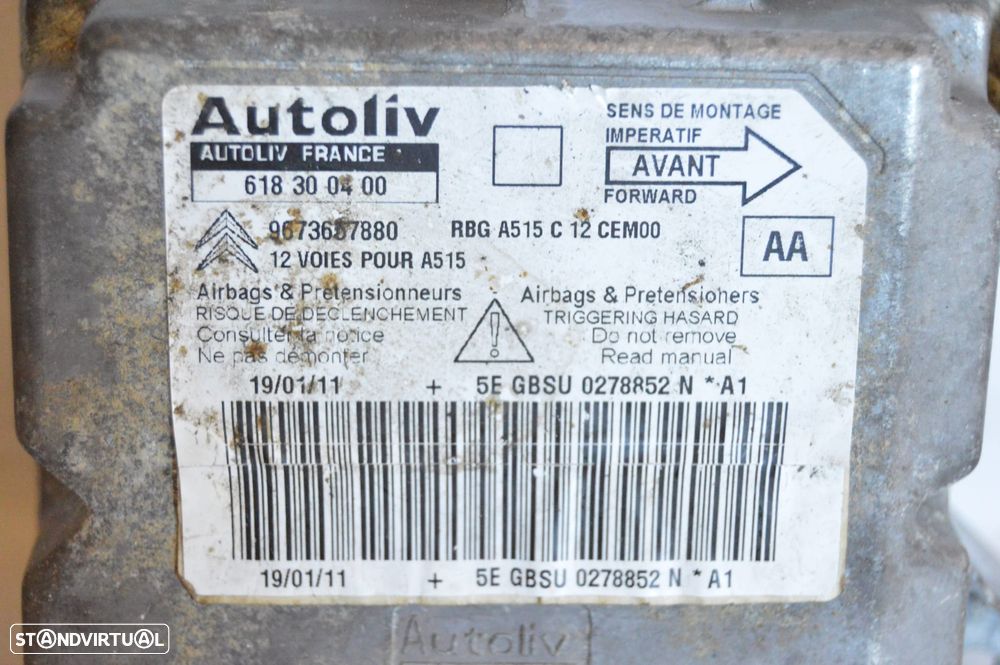 Autoliv
AUTOLIV FRANCE
618 30 04 00
SENS DE MONTAGE
IMPERATIF
AVANT
FORWARD
9673657880 RBG A515 C 12 CEM00
12 VOIES POUR A515
AA
Airbags & Pretensionneurs
RISQUE DE DECLENCHEMENT
Consulter la notice
Ne pas démonter
Airbags & Pretensioners
TRIGGERING HASARD
Do not remove
Read manual
19/01/11 + 5E GBSU 0278852 N *A1
19/01/11 + 5E GBSU 0278852 N *A1
Autoliv
STANDVIRTUAL